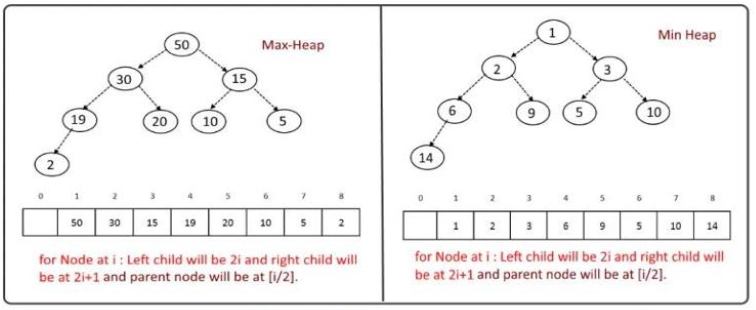 Max-Heap
50
30 15
19 20 10 5
2
0 1 2 3 4 5 6 7 8
50 30 15 19 20 10 5 2
for Node at i : Left child will be 2i and right child will
be at 2i+1 and parent node will be at [i/2].
Min Heap
1
2 3
6 9 5 10
14
0 1 2 3 4 5 6 7 8
1 2 3 6 9 5 10 14
for Node at i : Left child will be 2i and right child will
be at 2i+1 and parent node will be at [i/2].